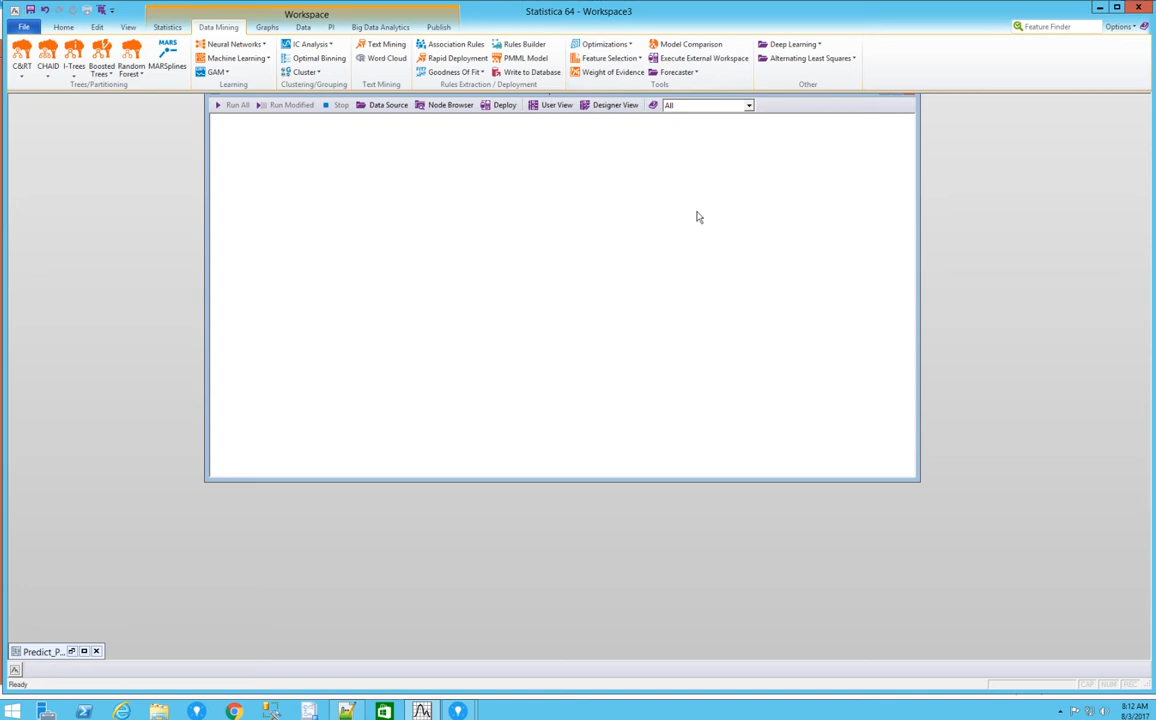 Workspace
Statistica 64 - Workspace3
File Home Edit View Statistics Data Mining Graphs Data PI Big Data Analytics Publish
Feature Finder Options
C&RT CHAID I-Trees Boosted Trees Random Forest MARSplines
MARS
Trees/Partitioning
Neural Networks
Machine Learning
GAM
Learning
IC Analysis
Optimal Binning
Cluster
Clustering/Grouping
Text Mining
Word Cloud
Text Mining
Association Rules Rules Builder
Rapid Deployment PMML Model
Goodness Of Fit Write to Database
Rules Extraction / Deployment
Optimizations Model Comparison
Feature Selection Execute External Workspace
Weight of Evidence Forecaster
Tools
Deep Learning
Alternating Least Squares
Other
Run All Run Modified Stop Data Source Node Browser Deploy User View Designer View All
Predict_P...
Ready
CAP NUM REC
8:12 AM
8/3/2017